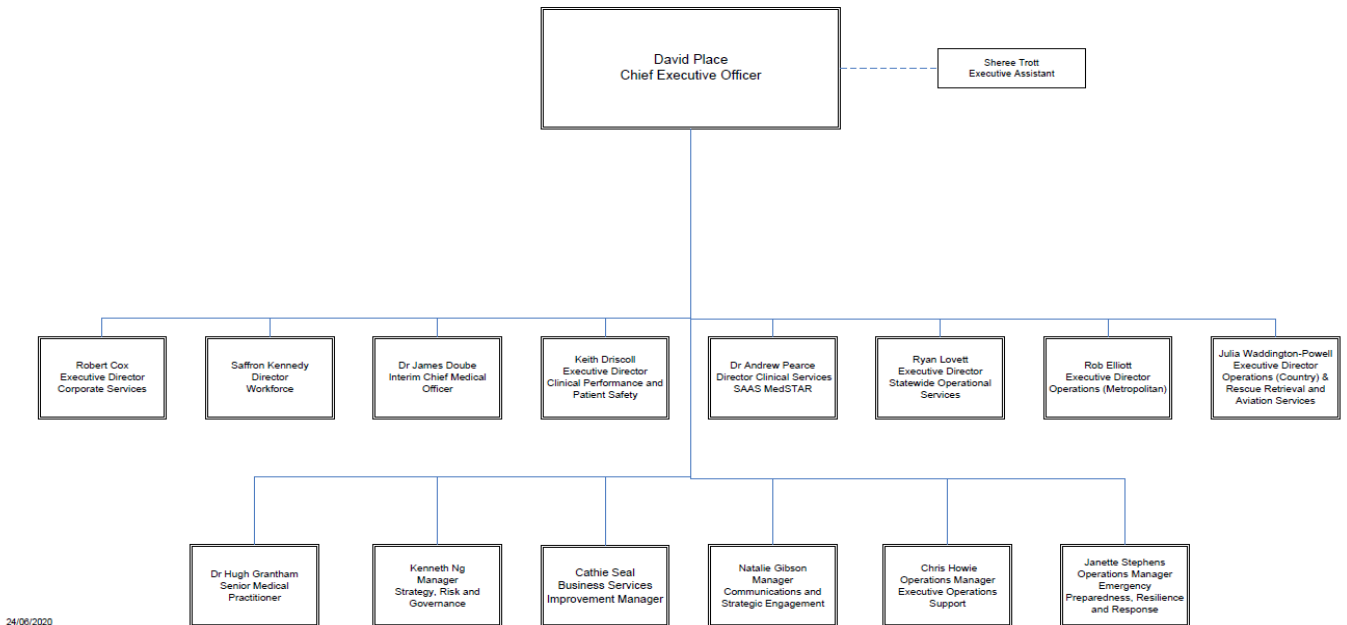 David Place
Chief Executive Officer
Sheree Trott
Executive Assistant
Robert Cox
Executive Director
Corporate Services
Saffron Kennedy
Director
Workforce
Dr James Doube
Interim Chief Medical
Officer
Keith Driscoll
Executive Director
Clinical Performance and
Patient Safety
Dr Andrew Pearce
Director Clinical Services
SAAS MedSTAR
Ryan Lovett
Executive Director
Statewide Operational
Services
Rob Elliott
Executive Director
Operations (Metropolitan)
Julia Waddington-Powell
Executive Director
Operations (Country) &
Rescue Retrieval and
Aviation Services
Dr Hugh Grantham
Senior Medical
Practitioner
Kenneth Ng
Manager
Strategy, Risk and
Governance
Cathie Seal
Business Services
Improvement Manager
Natalie Gibson
Manager
Communications and
Strategic Engagement
Chris Howie
Operations Manager
Executive Operations
Support
Janette Stephens
Operations Manager
Emergency
Preparedness, Resilience
and Response
24/06/2020